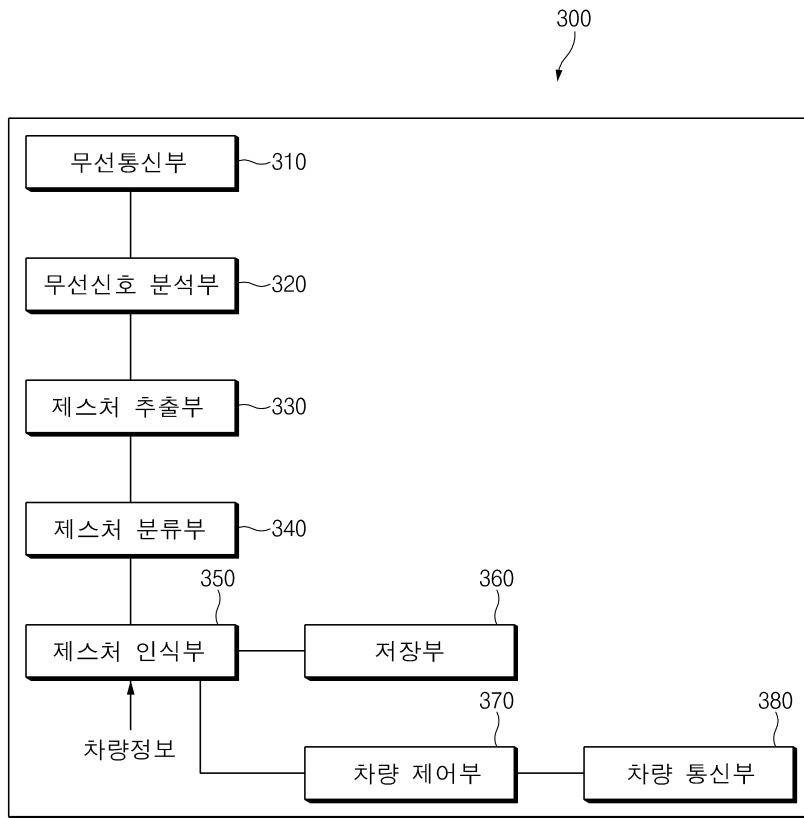 300
무선통신부
310
무선신호 분석부
320
제스처 추출부
330
제스처 분류부
340
350
360
제스처 인식부
저장부
370
380
차량정보
차량 제어부
차량 통신부